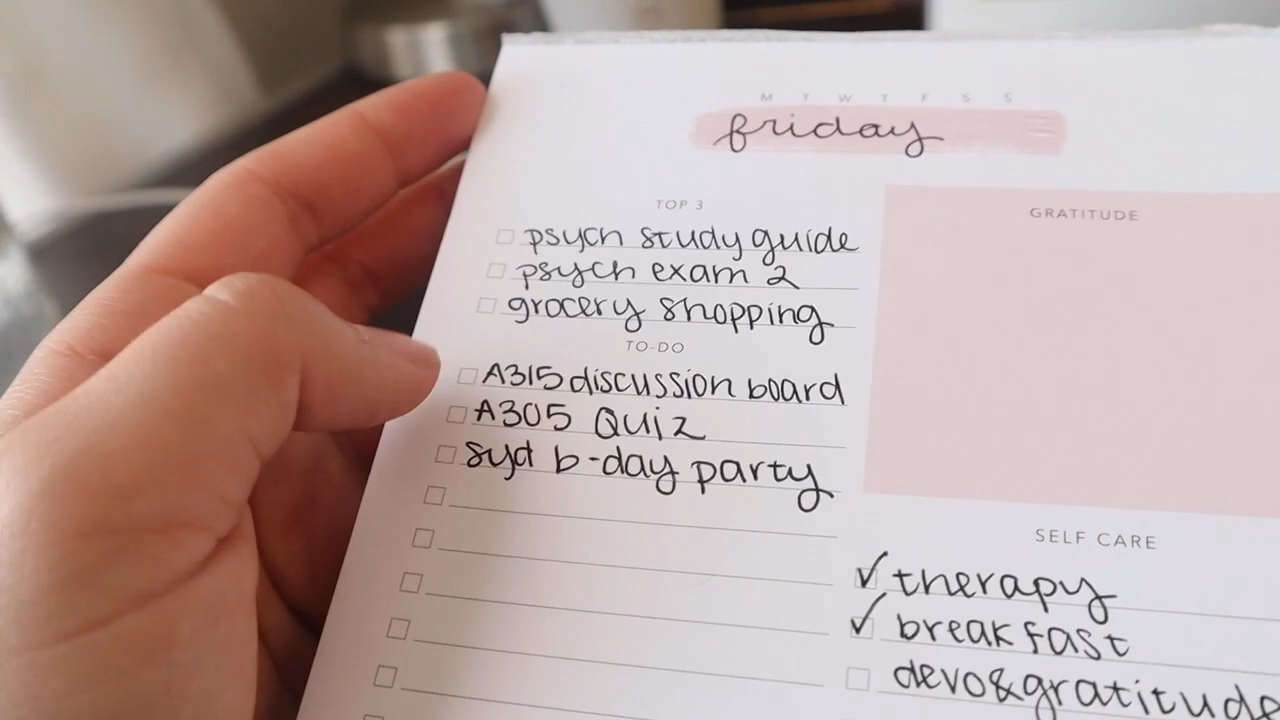 M T W T F S S
friday
TOP 3
psych study guide
psych exam 2
grocery shopping
TO-DO
A315 discussion board
A305 Quiz
syd b-day party
GRATITUDE
SELF CARE
therapy
breakfast
devo&gratitude